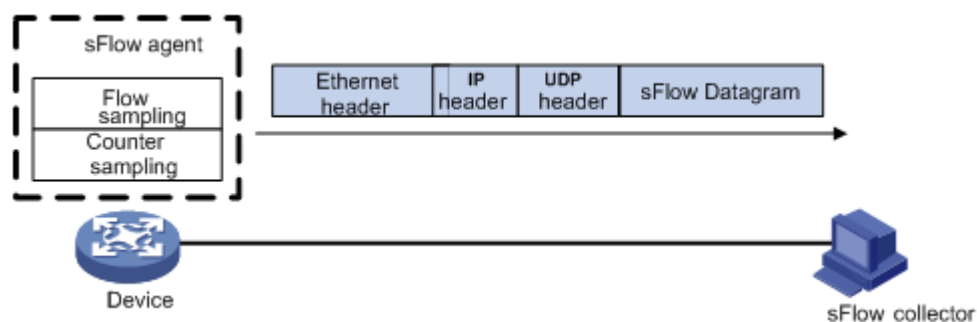 sFlow agent
Flow
sampling
Counter
sampling
Ethernet
header
IP
header
UDP
header
sFlow Datagram
Device
sFlow collector